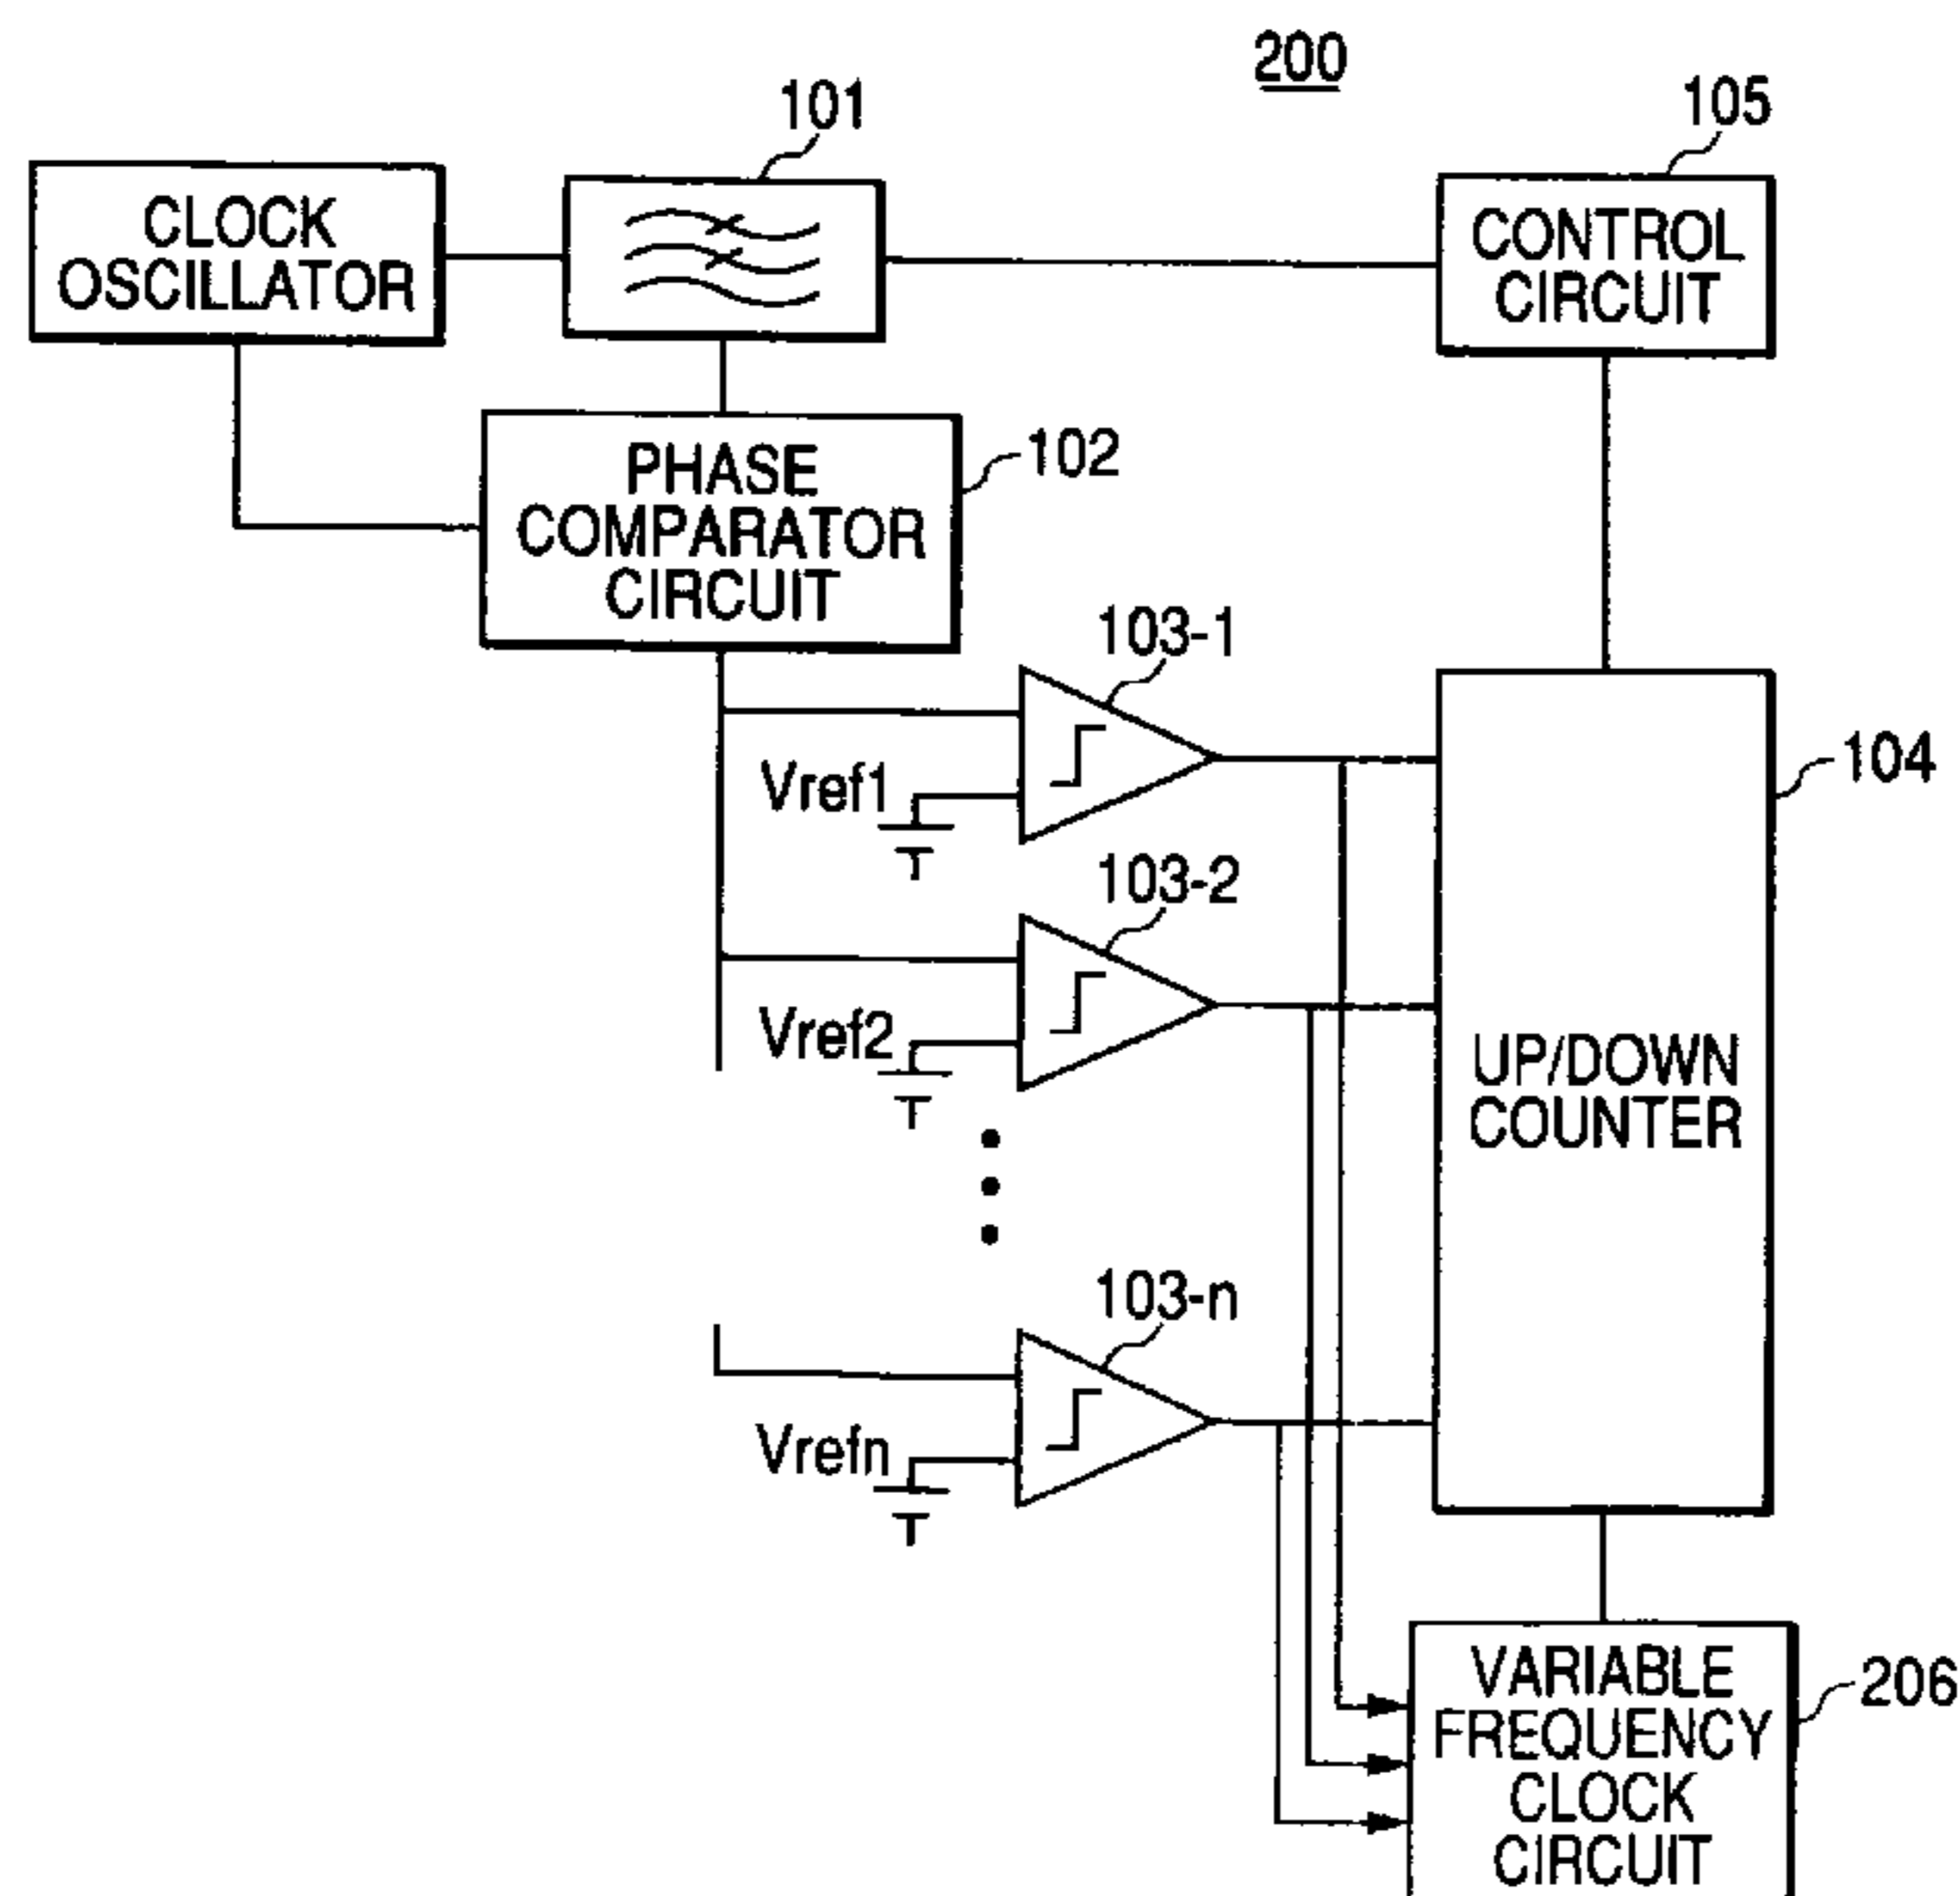 200
101
105
CLOCK
OSCILLATOR
CONTROL
CIRCUIT
PHASE
COMPARATOR
CIRCUIT
102
103-1
Vref1
104
103-2
Vref2
UP/DOWN
COUNTER
103-n
Vrefn
VARIABLE
FREQUENCY
CLOCK
CIRCUIT
206